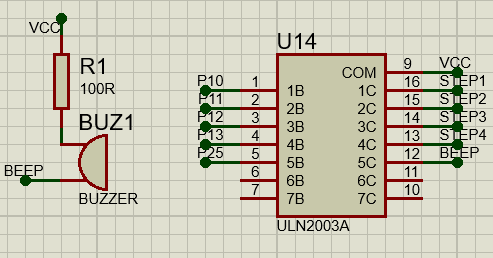 VCC
R1
100R
BUZ1
BEEP
BUZZER
U14
P10 1 1B COM 9 VCC
P11 2 2B 1C 16 STEP1
P12 3 3B 2C 15 STEP2
P13 4 4B 3C 14 STEP3
P25 5 5B 4C 13 STEP4
6 6B 5C 12 BEEP
7 7B 6C 11
7C 10
ULN2003A